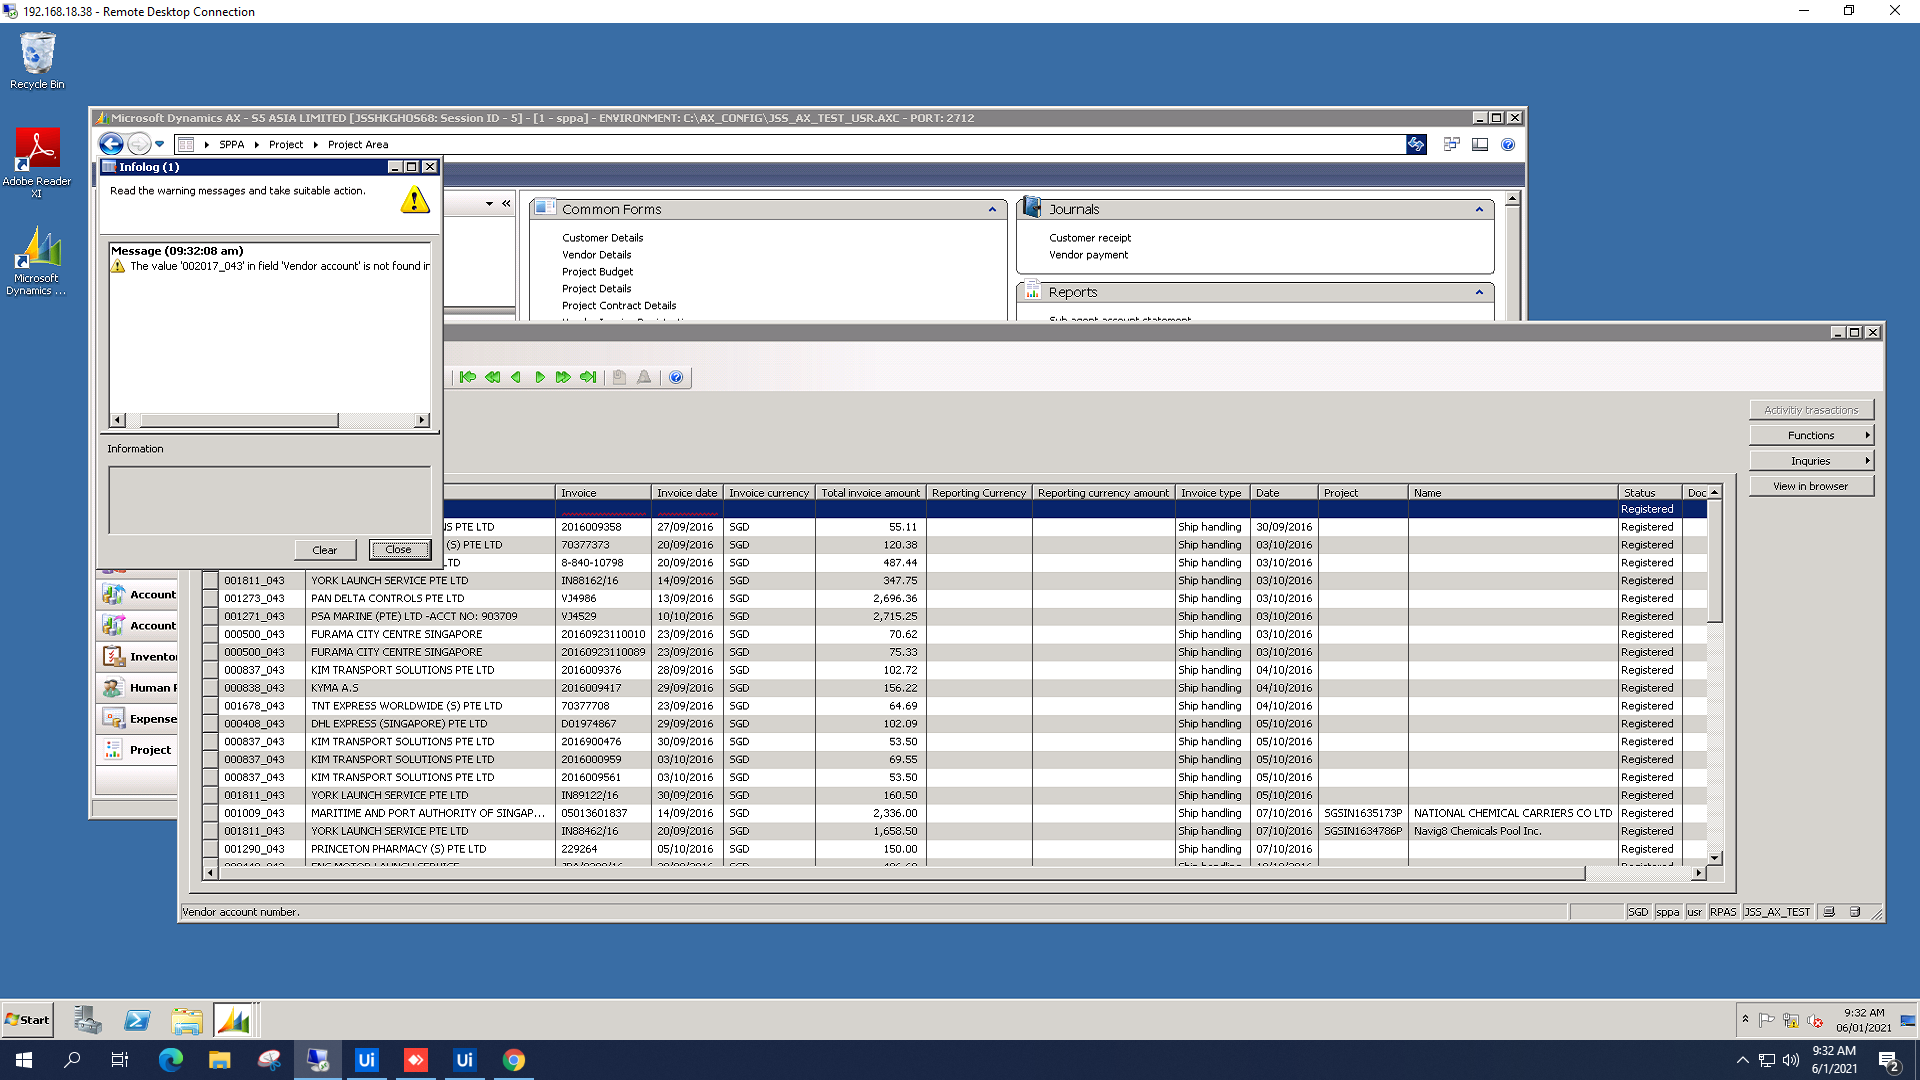 192.168.18.38 - Remote Desktop Connection
Recycle Bin
Adobe Reader
XI
Microsoft
Dynamics ...
Microsoft Dynamics AX - S5 ASIA LIMITED [JSSHKGHOS68: Session ID - 5] - [1 - sppa] - ENVIRONMENT: C:\AX_CONFIG\JSS_AX_TEST_USR.AXC - PORT: 2712
SPPA Project Project Area
Infolog (1)
Read the warning messages and take suitable action.
Message (09:32:08 am)
The value '002017_043' in field 'Vendor account' is not found in
Information
Clear Close
Common Forms
Customer Details
Vendor Details
Project Budget
Project Details
Project Contract Details
Journals
Customer receipt
Vendor payment
Reports
Sub agent account statement
Activitiy trasactions
Functions
Inquries
View in browser
Account
Account
Invento
Human
Expense
Project
Invoice Invoice date Invoice currency Total invoice amount Reporting Currency Reporting currency amount Invoice type Date Project Name Status Doc
Registered
S PTE LTD 2016009358 27/09/2016 SGD 55.11 Ship handling 30/09/2016 Registered
(S) PTE LTD 70377373 20/09/2016 SGD 120.38 Ship handling 03/10/2016 Registered
LTD 8-840-10798 20/09/2016 SGD 487.44 Ship handling 03/10/2016 Registered
001811_043 YORK LAUNCH SERVICE PTE LTD IN88162/16 14/09/2016 SGD 347.75 Ship handling 03/10/2016 Registered
001273_043 PAN DELTA CONTROLS PTE LTD VJ4986 13/09/2016 SGD 2,696.36 Ship handling 03/10/2016 Registered
001271_043 PSA MARINE (PTE) LTD -ACCT NO: 903709 VJ4529 10/10/2016 SGD 2,715.25 Ship handling 03/10/2016 Registered
000500_043 FURAMA CITY CENTRE SINGAPORE 20160923110010 23/09/2016 SGD 70.62 Ship handling 03/10/2016 Registered
000500_043 FURAMA CITY CENTRE SINGAPORE 20160923110089 23/09/2016 SGD 75.33 Ship handling 03/10/2016 Registered
000837_043 KIM TRANSPORT SOLUTIONS PTE LTD 2016009376 28/09/2016 SGD 102.72 Ship handling 04/10/2016 Registered
000838_043 KYMA A.S 2016009417 29/09/2016 SGD 156.22 Ship handling 04/10/2016 Registered
001678_043 TNT EXPRESS WORLDWIDE (S) PTE LTD 70377708 23/09/2016 SGD 64.69 Ship handling 04/10/2016 Registered
000408_043 DHL EXPRESS (SINGAPORE) PTE LTD D01974867 29/09/2016 SGD 102.09 Ship handling 05/10/2016 Registered
000837_043 KIM TRANSPORT SOLUTIONS PTE LTD 2016900476 30/09/2016 SGD 53.50 Ship handling 05/10/2016 Registered
000837_043 KIM TRANSPORT SOLUTIONS PTE LTD 2016000959 03/10/2016 SGD 69.55 Ship handling 05/10/2016 Registered
000837_043 KIM TRANSPORT SOLUTIONS PTE LTD 2016009561 03/10/2016 SGD 53.50 Ship handling 05/10/2016 Registered
001811_043 YORK LAUNCH SERVICE PTE LTD IN89122/16 30/09/2016 SGD 160.50 Ship handling 05/10/2016 Registered
001009_043 MARITIME AND PORT AUTHORITY OF SINGAP... 05013601837 14/09/2016 SGD 2,336.00 Ship handling 07/10/2016 SGSIN1635173P NATIONAL CHEMICAL CARRIERS CO LTD Registered
001811_043 YORK LAUNCH SERVICE PTE LTD IN88462/16 20/09/2016 SGD 1,658.50 Ship handling 07/10/2016 SGSIN1634786P Navig8 Chemicals Pool Inc. Registered
001290_043 PRINCETON PHARMACY (S) PTE LTD 229264 05/10/2016 SGD 150.00 Ship handling 07/10/2016 Registered
Vendor account number. SGD sppa usr RPAS JSS_AX_TEST
Start
9:32 AM
06/01/2021
Ui
Ui
9:32 AM
6/1/2021
2